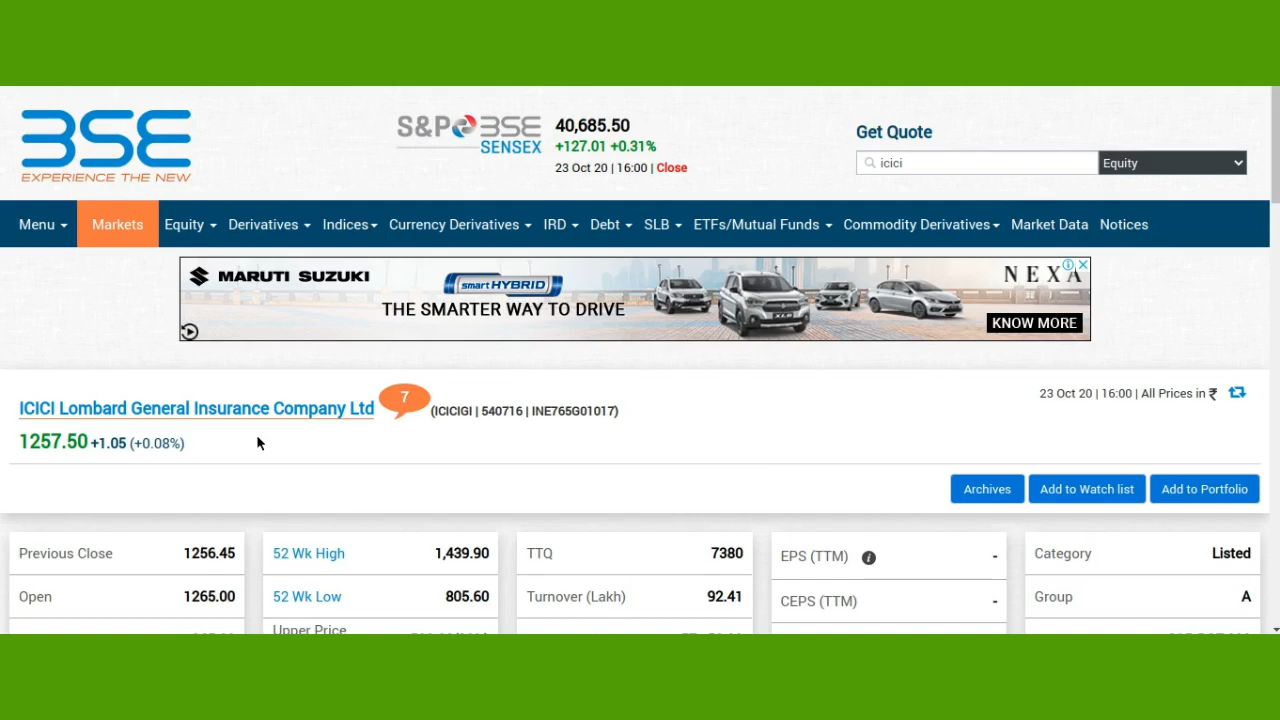 BSE
EXPERIENCE THE NEW
S&P BSE
SENSEX
40,685.50
+127.01 +0.31%
23 Oct 20 | 16:00 | Close
Get Quote
icici
Equity
Menu Markets Equity Derivatives Indices Currency Derivatives IRD Debt SLB ETFs/Mutual Funds Commodity Derivatives Market Data Notices
MARUTI SUZUKI
smart HYBRID
THE SMARTER WAY TO DRIVE
NEXA
KNOW MORE
ICICI Lombard General Insurance Company Ltd 7 (ICICIGI | 540716 | INE765G01017)
23 Oct 20 | 16:00 | All Prices in ₹
1257.50 +1.05 (+0.08%)
Archives Add to Watch list Add to Portfolio
Previous Close 1256.45 52 Wk High 1,439.90 TTQ 7380 EPS (TTM) - Category Listed
Open 1265.00 52 Wk Low 805.60 Turnover (Lakh) 92.41 CEPS (TTM) - Group A
Upper Price